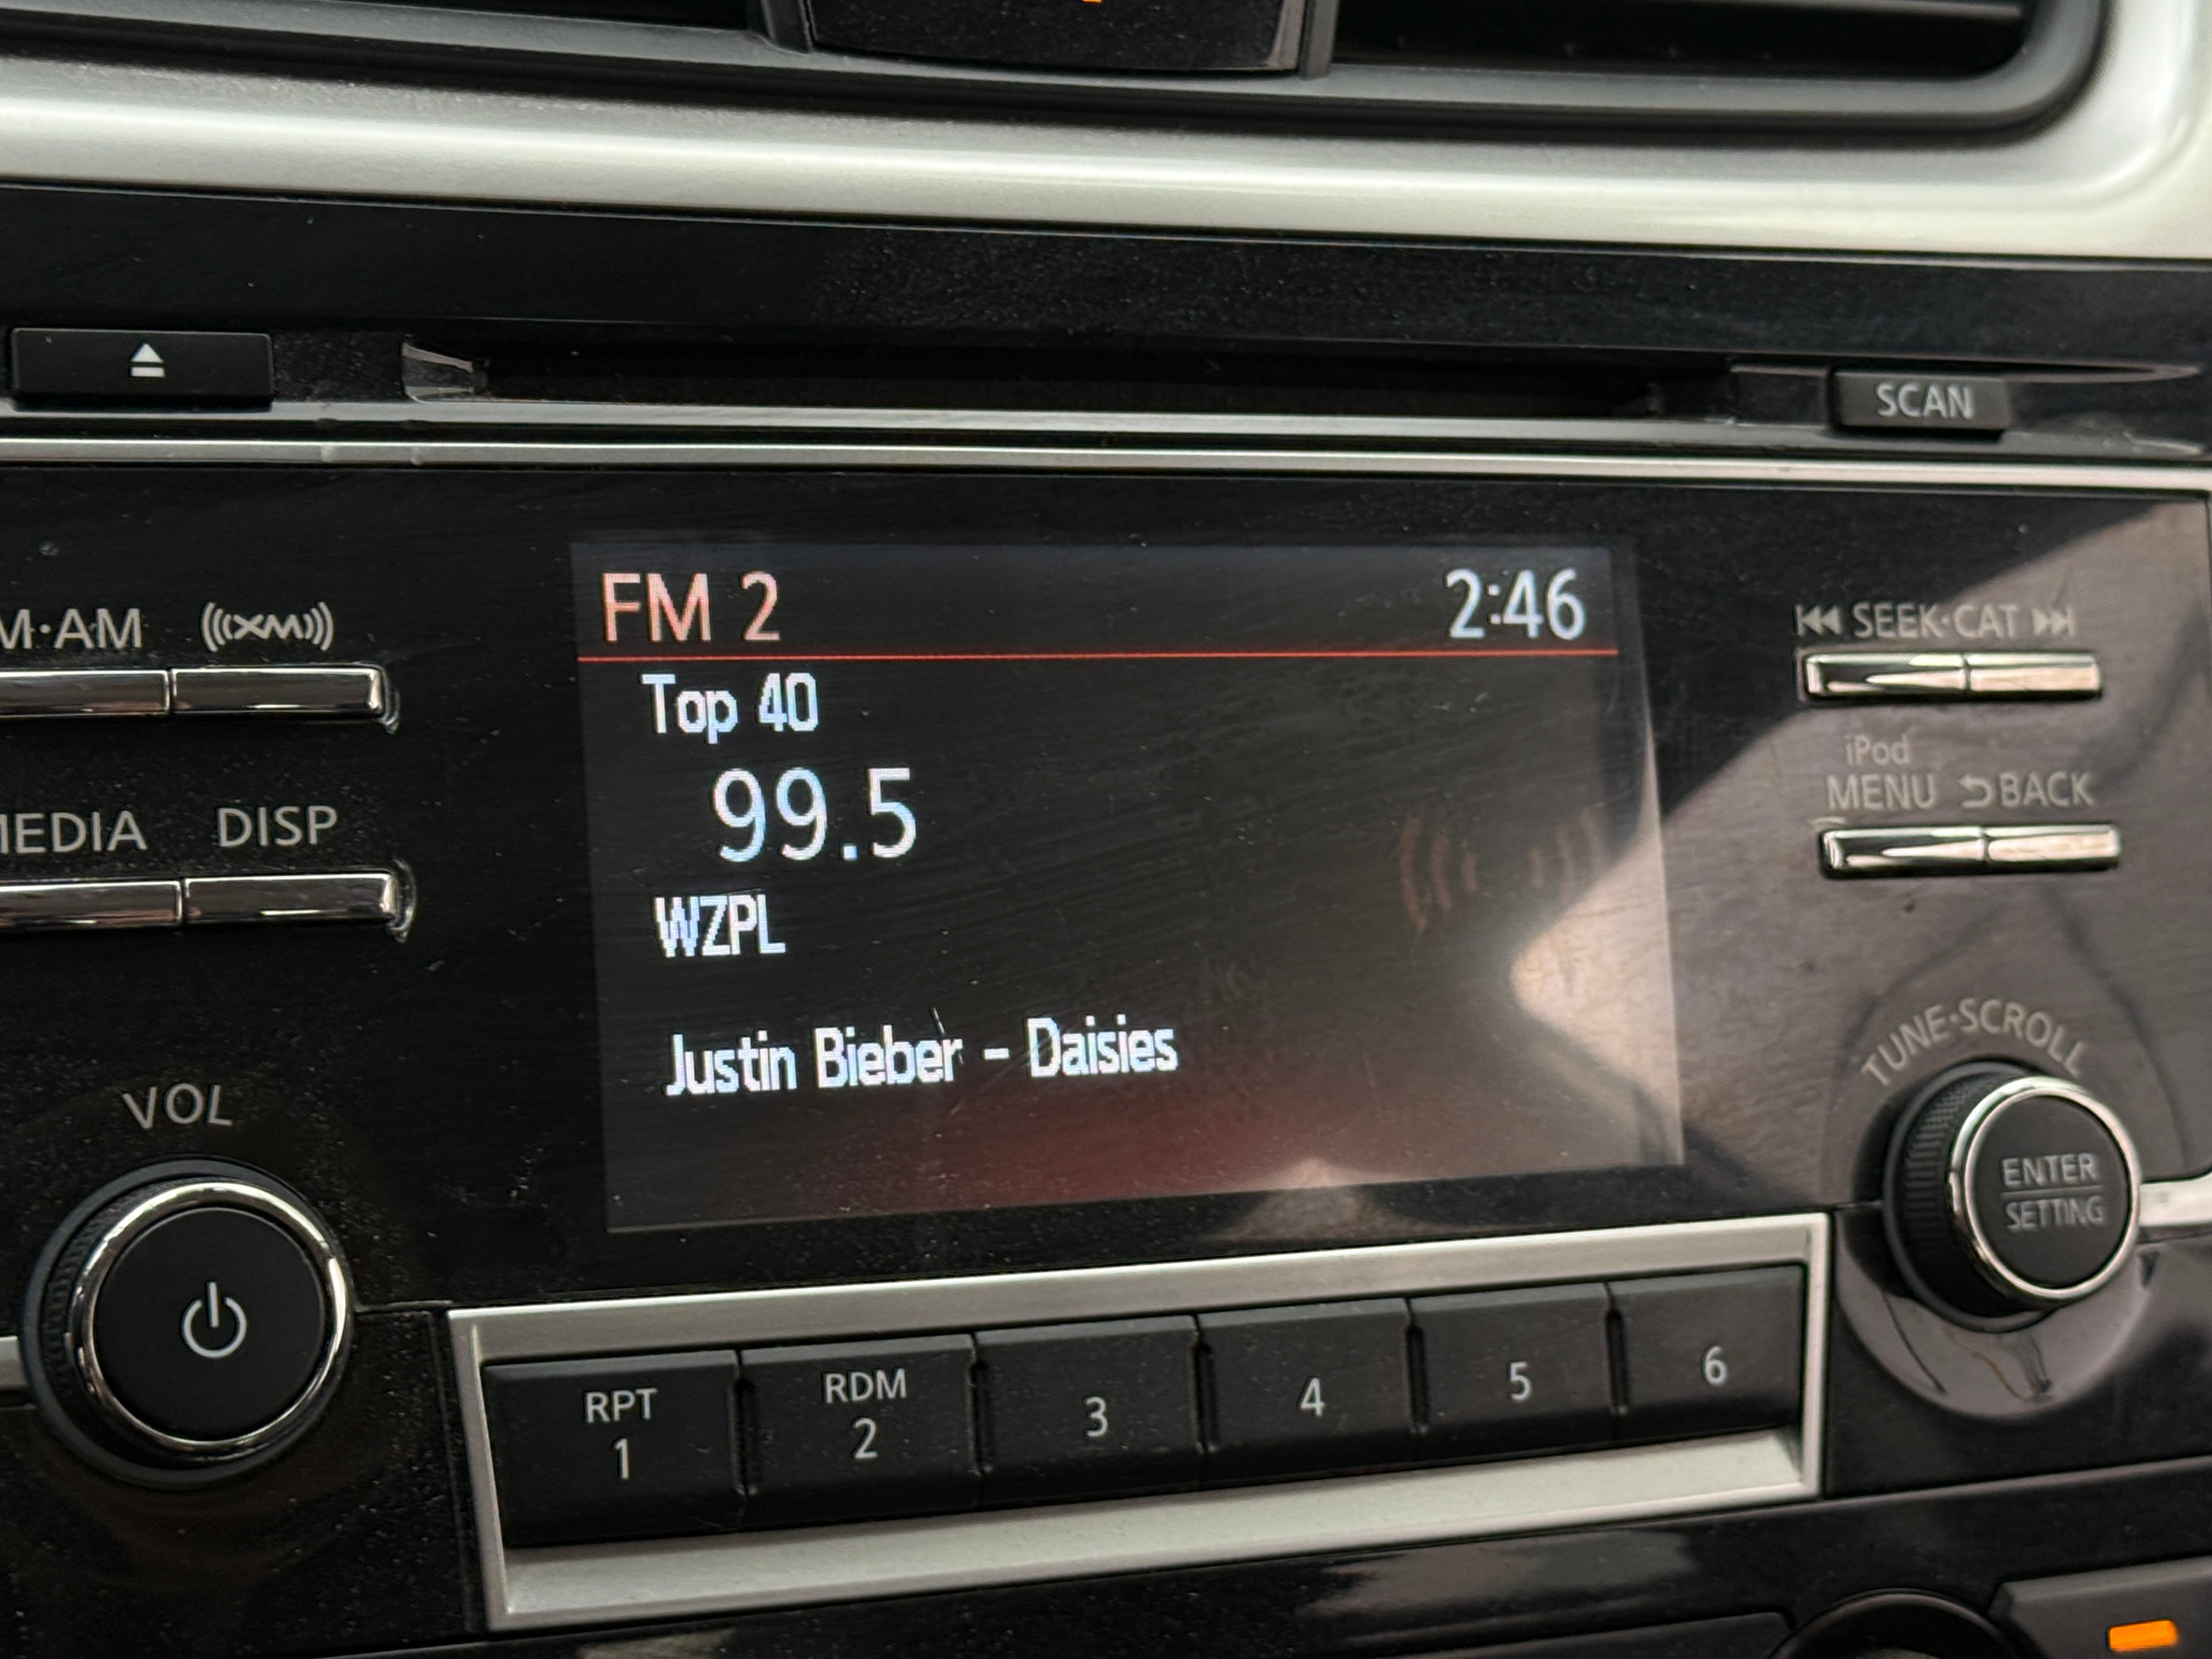 SCAN
FM 2 2:46
M·AM XM
SEEK·CAT
Top 40
99.5
iPod
MENU BACK
MEDIA DISP
WZPL
TUNE·SCROLL
Justin Bieber - Daisies
VOL
ENTER
SETTING
RPT
1
RDM
2
3
4
5
6